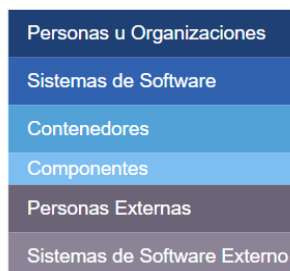 Personas u Organizaciones
Sistemas de Software
Contenedores
Componentes
Personas Externas
Sistemas de Software Externo